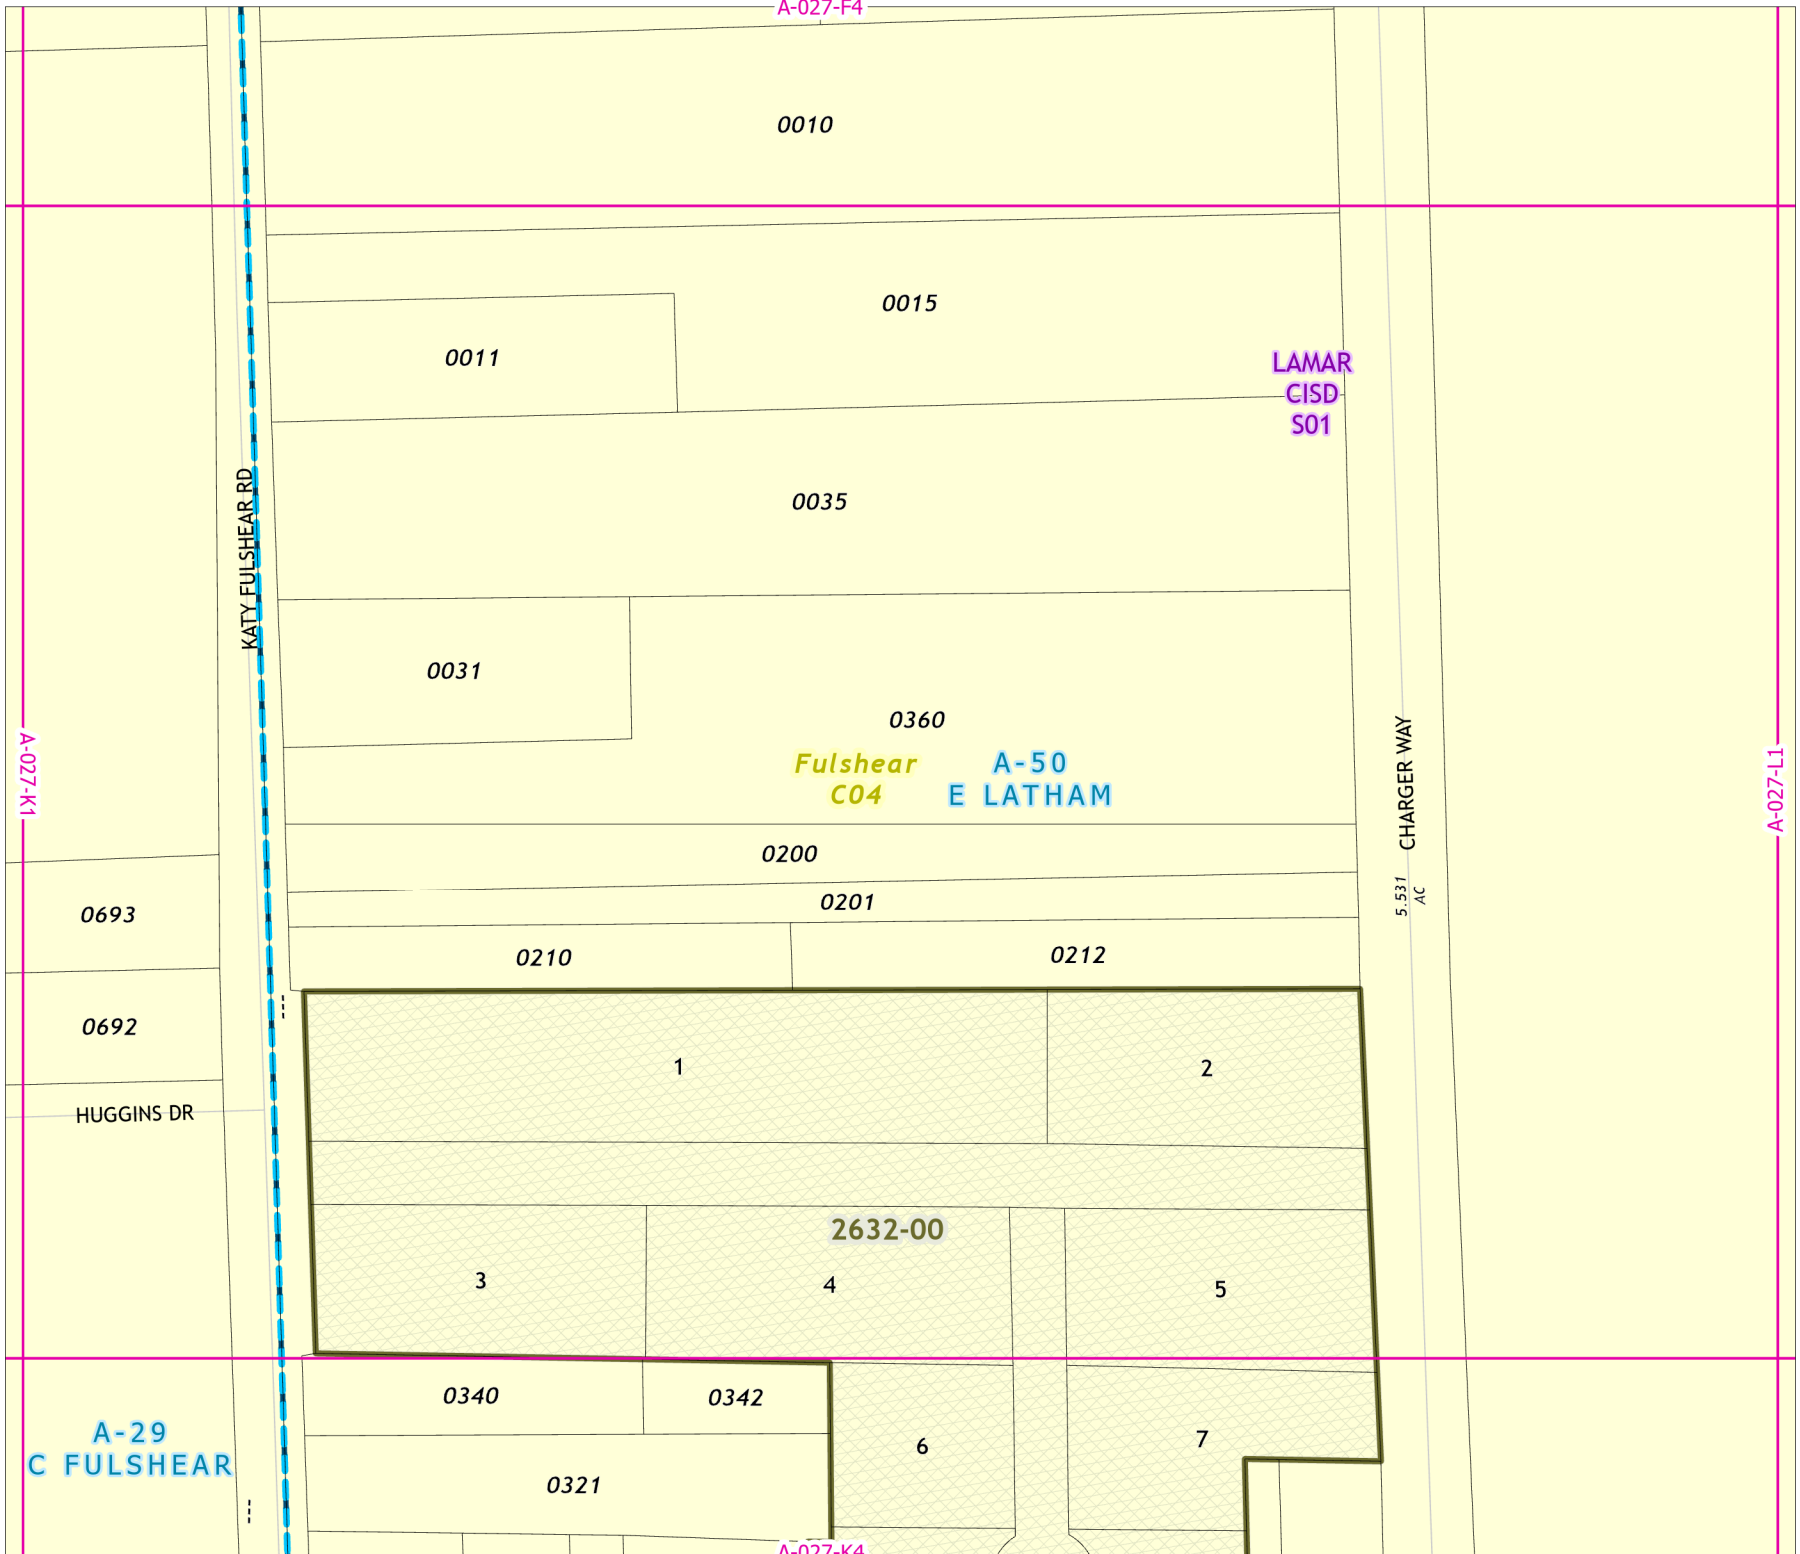 A-027-F4
0010
0015
0011
LAMAR
CISD
S01
0035
KATY FULSHEAR RD
0031
0360
Fulshear
C04
A-50
E LATHAM
A-027-K1
A-027-L1
CHARGER WAY
0200
5.531
AC
0201
0693
0210
0212
0692
1
2
HUGGINS DR
2632-00
3
4
5
0340
0342
A-29
C FULSHEAR
6
7
0321
A-027-K4